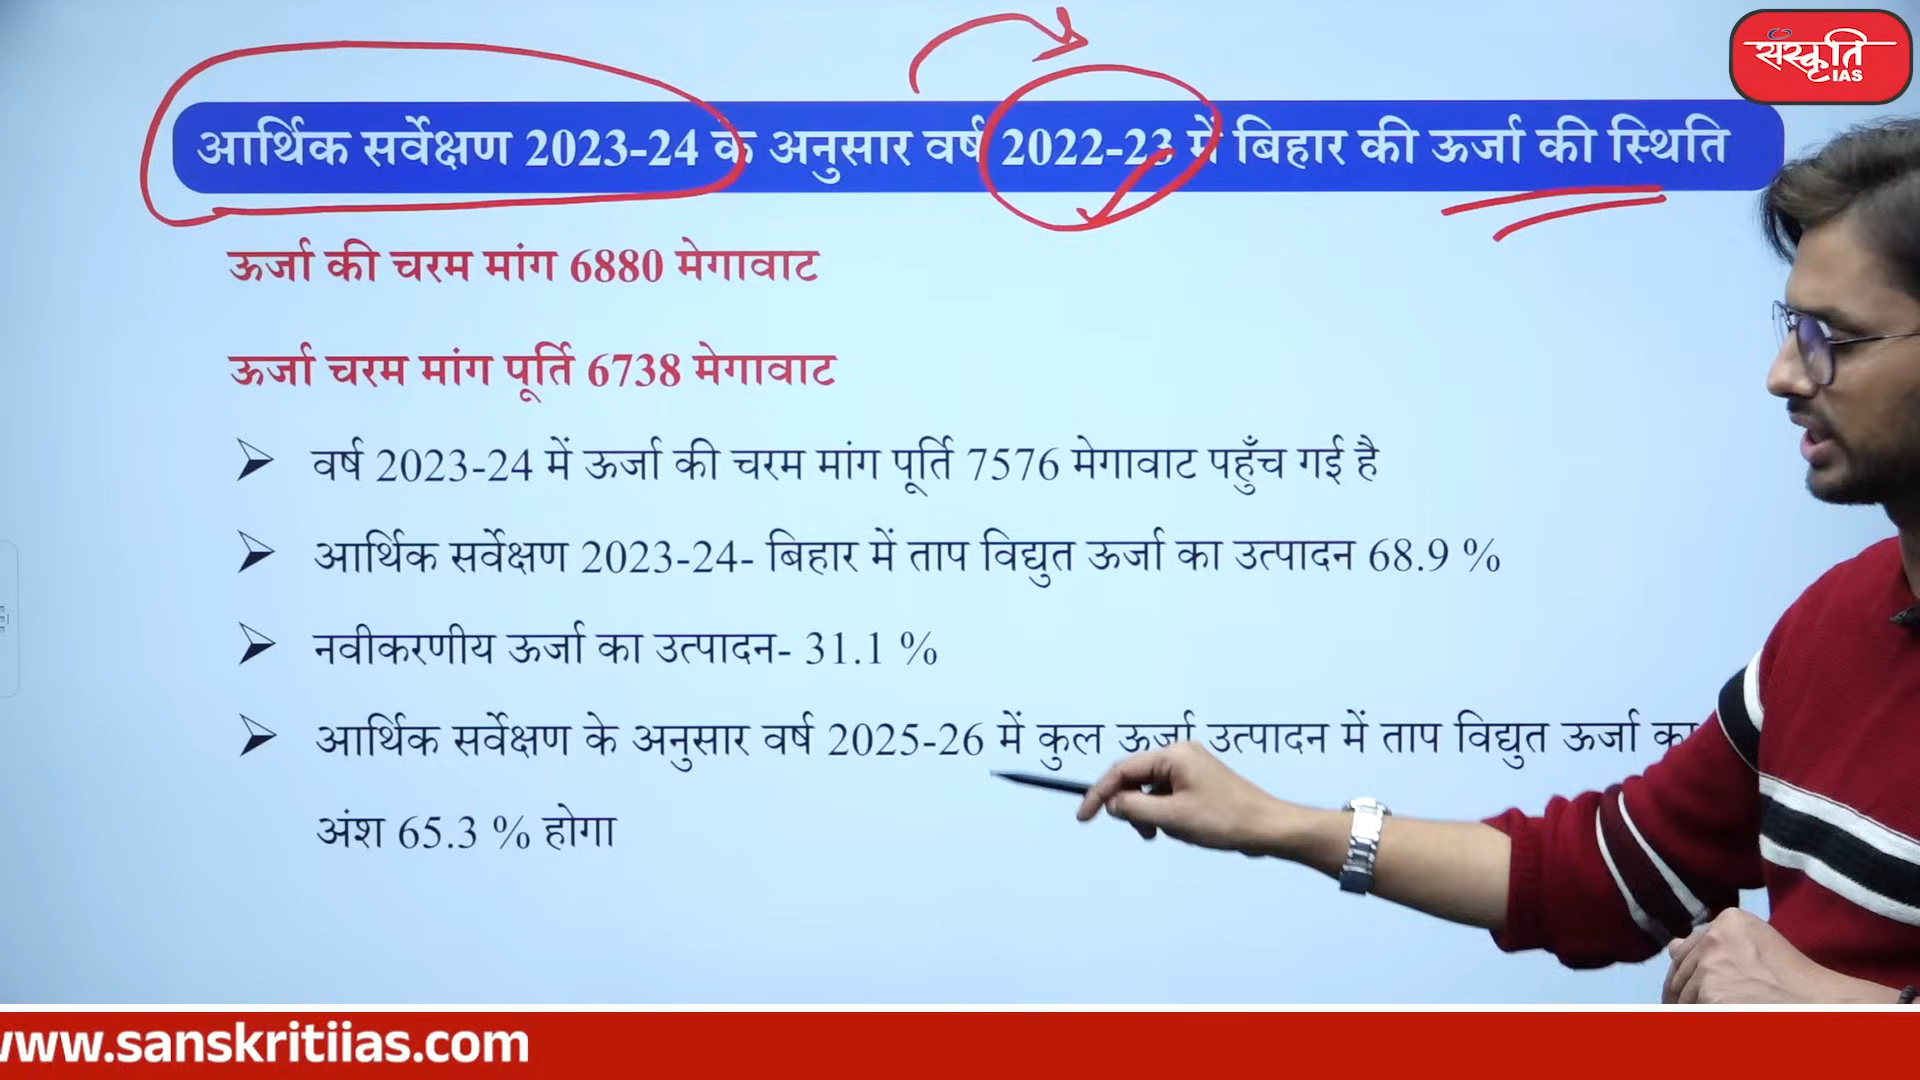 संस्कृति
IAS
आर्थिक सर्वेक्षण 2023-24 के अनुसार वर्ष 2022-23 में बिहार की ऊर्जा की स्थिति
ऊर्जा की चरम मांग 6880 मेगावाट
ऊर्जा चरम मांग पूर्ति 6738 मेगावाट
वर्ष 2023-24 में ऊर्जा की चरम मांग पूर्ति 7576 मेगावाट पहुँच गई है
आर्थिक सर्वेक्षण 2023-24- बिहार में ताप विद्युत ऊर्जा का उत्पादन 68.9 %
नवीकरणीय ऊर्जा का उत्पादन- 31.1 %
आर्थिक सर्वेक्षण के अनुसार वर्ष 2025-26 में कुल ऊर्जा उत्पादन में ताप विद्युत ऊर्जा का
अंश 65.3 % होगा
www.sanskritiias.com